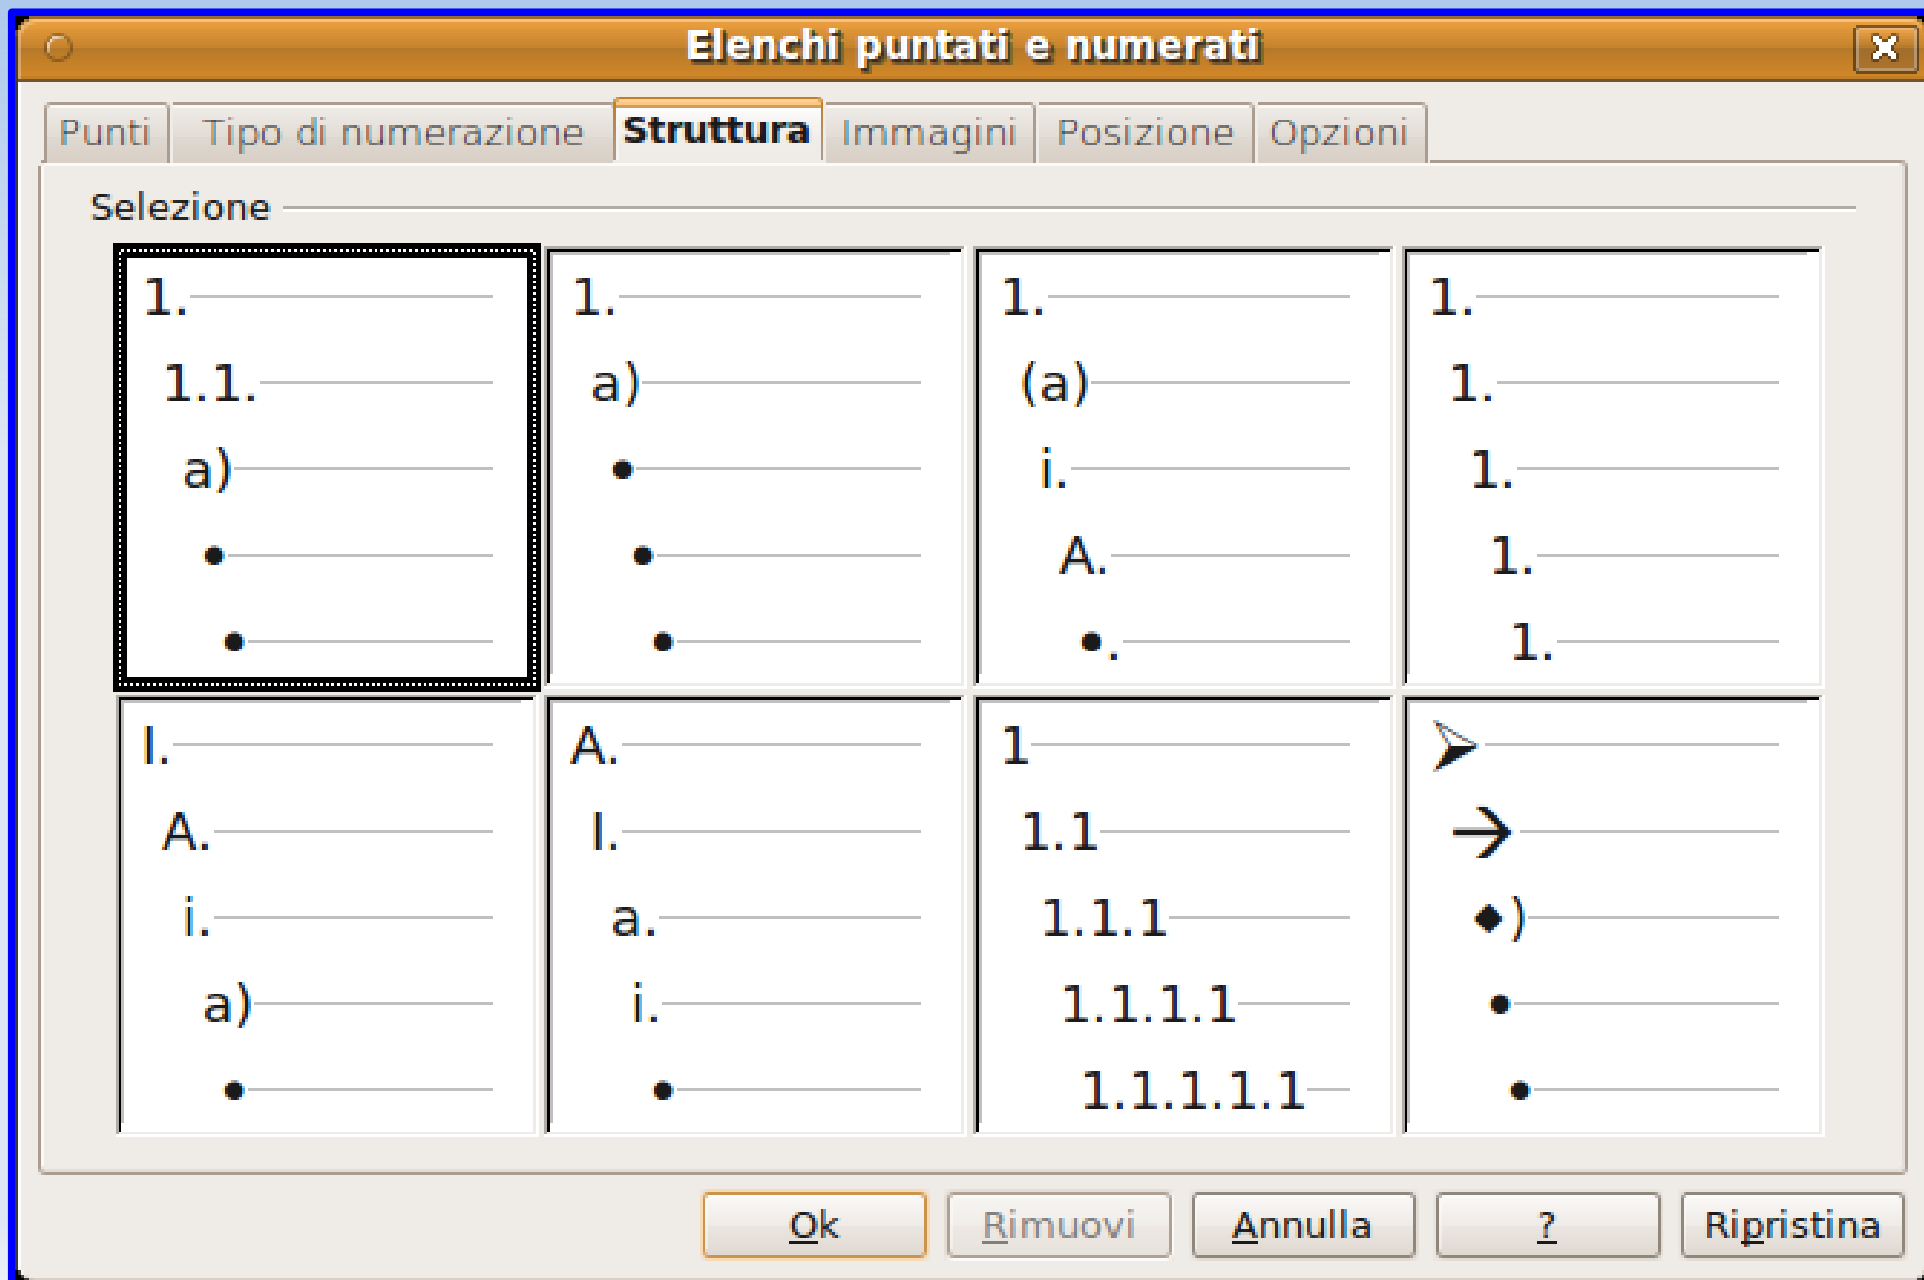 Elenchi puntati e numerati
Punti Tipo di numerazione Struttura Immagini Posizione Opzioni
Selezione
1.
1.1.
a)
•
•
1.
a)
•
•
•
1.
(a)
i.
A.
•.
1.
1.
1.
1.
1.
I.
A.
i.
a)
•
A.
I.
a.
i.
•
1
1.1
1.1.1
1.1.1.1
1.1.1.1.1
➢
→
◆)
•
•
Ok Rimuovi Annulla ? Ripristina